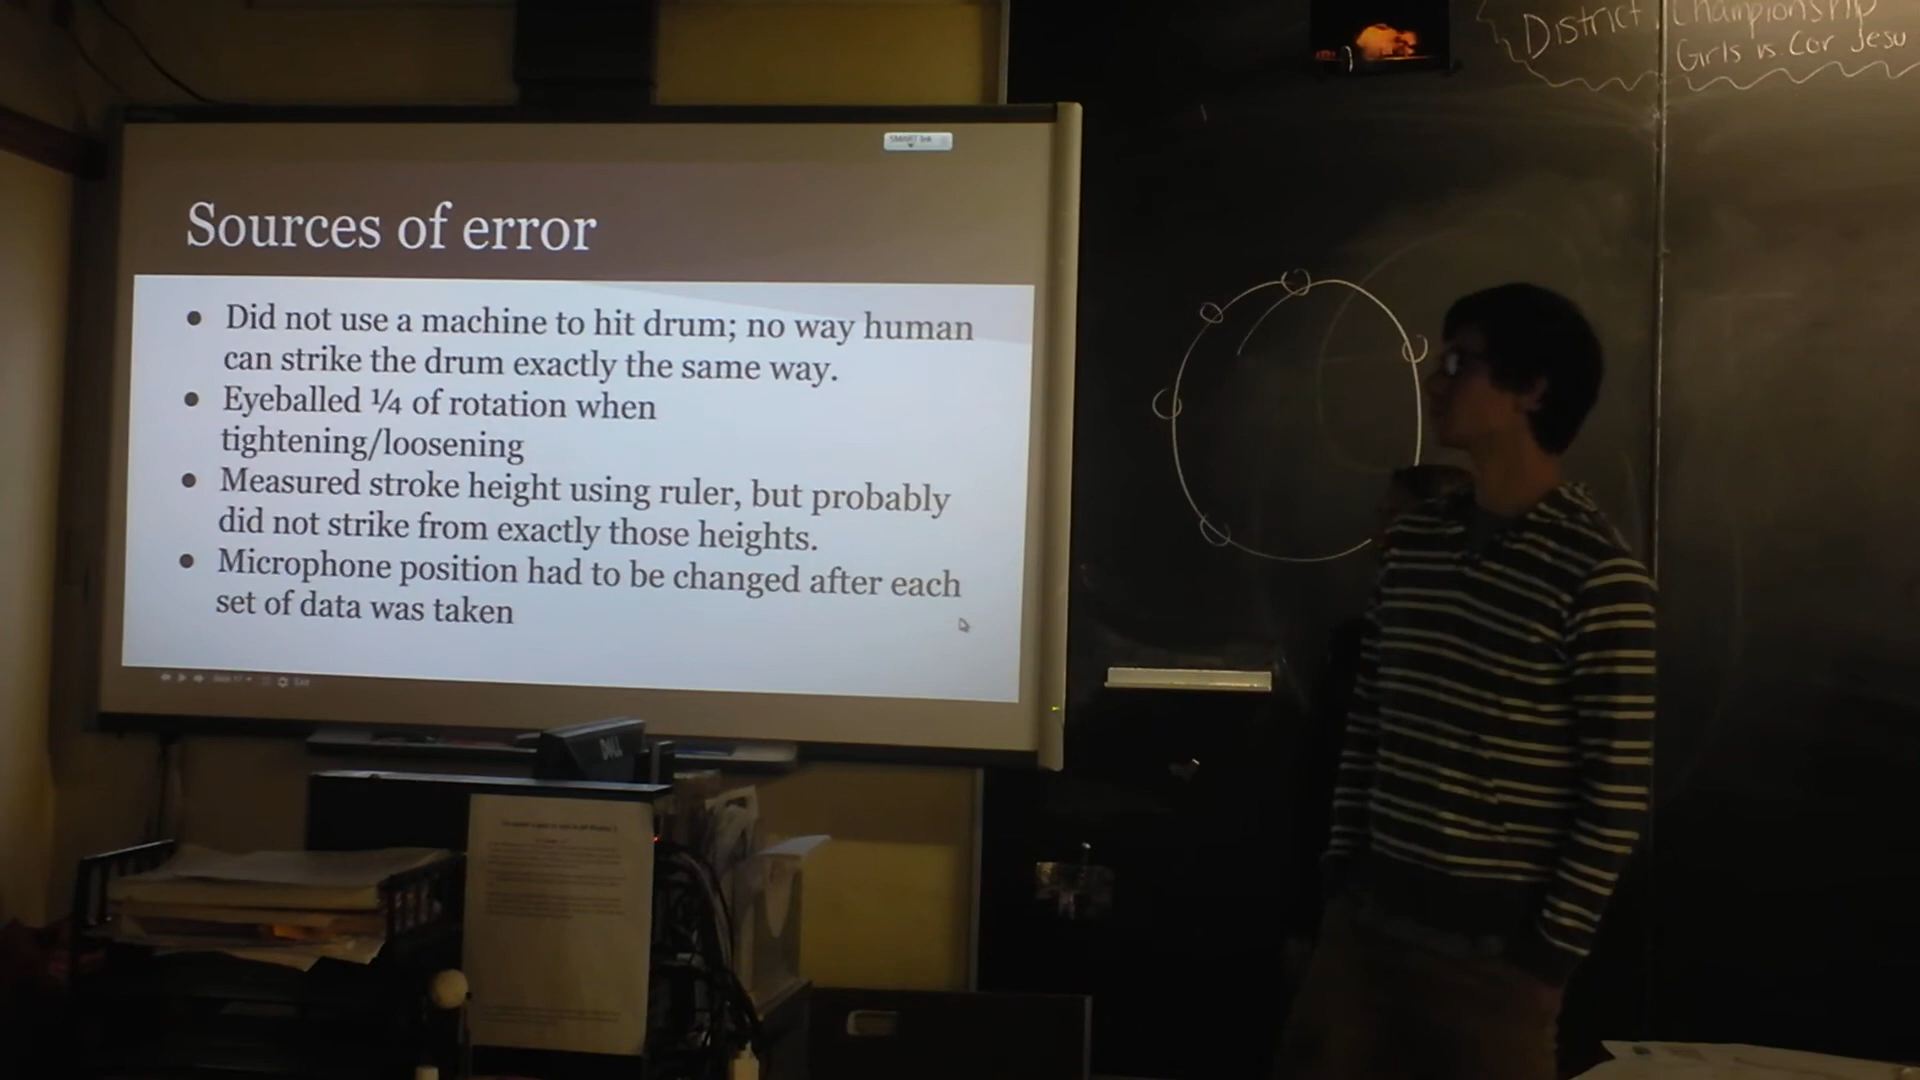 District Championship
Girls vs. Cor Jesu
SMART Ink
Sources of error
● Did not use a machine to hit drum; no way human
can strike the drum exactly the same way.
● Eyeballed ¼ of rotation when
tightening/loosening
● Measured stroke height using ruler, but probably
did not strike from exactly those heights.
● Microphone position had to be changed after each
set of data was taken
DELL